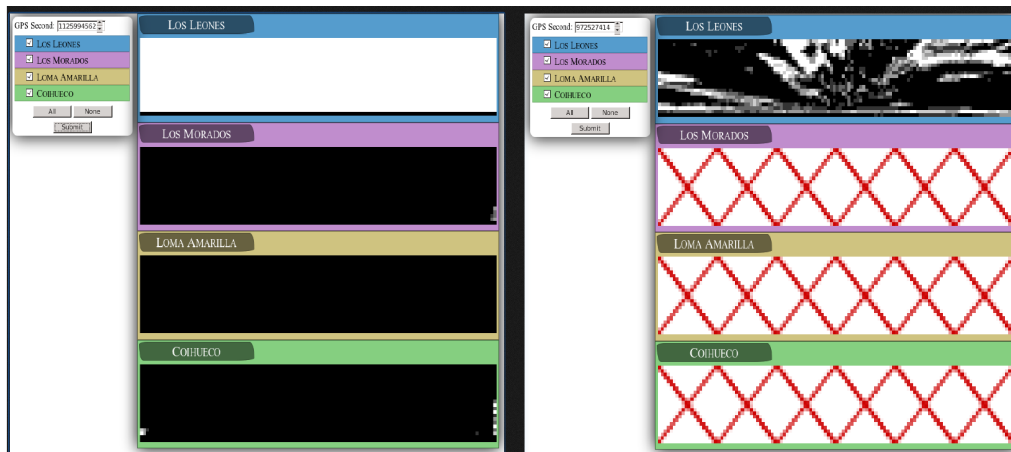 GPS Second: 1125994562
Los Leones
Los Morados
Loma Amarilla
Coihueco
All None
Submit
Los Leones
Los Morados
Loma Amarilla
Coihueco
GPS Second: 972527414
Los Leones
Los Morados
Loma Amarilla
Coihueco
All None
Submit
Los Leones
Los Morados
Loma Amarilla
Coihueco